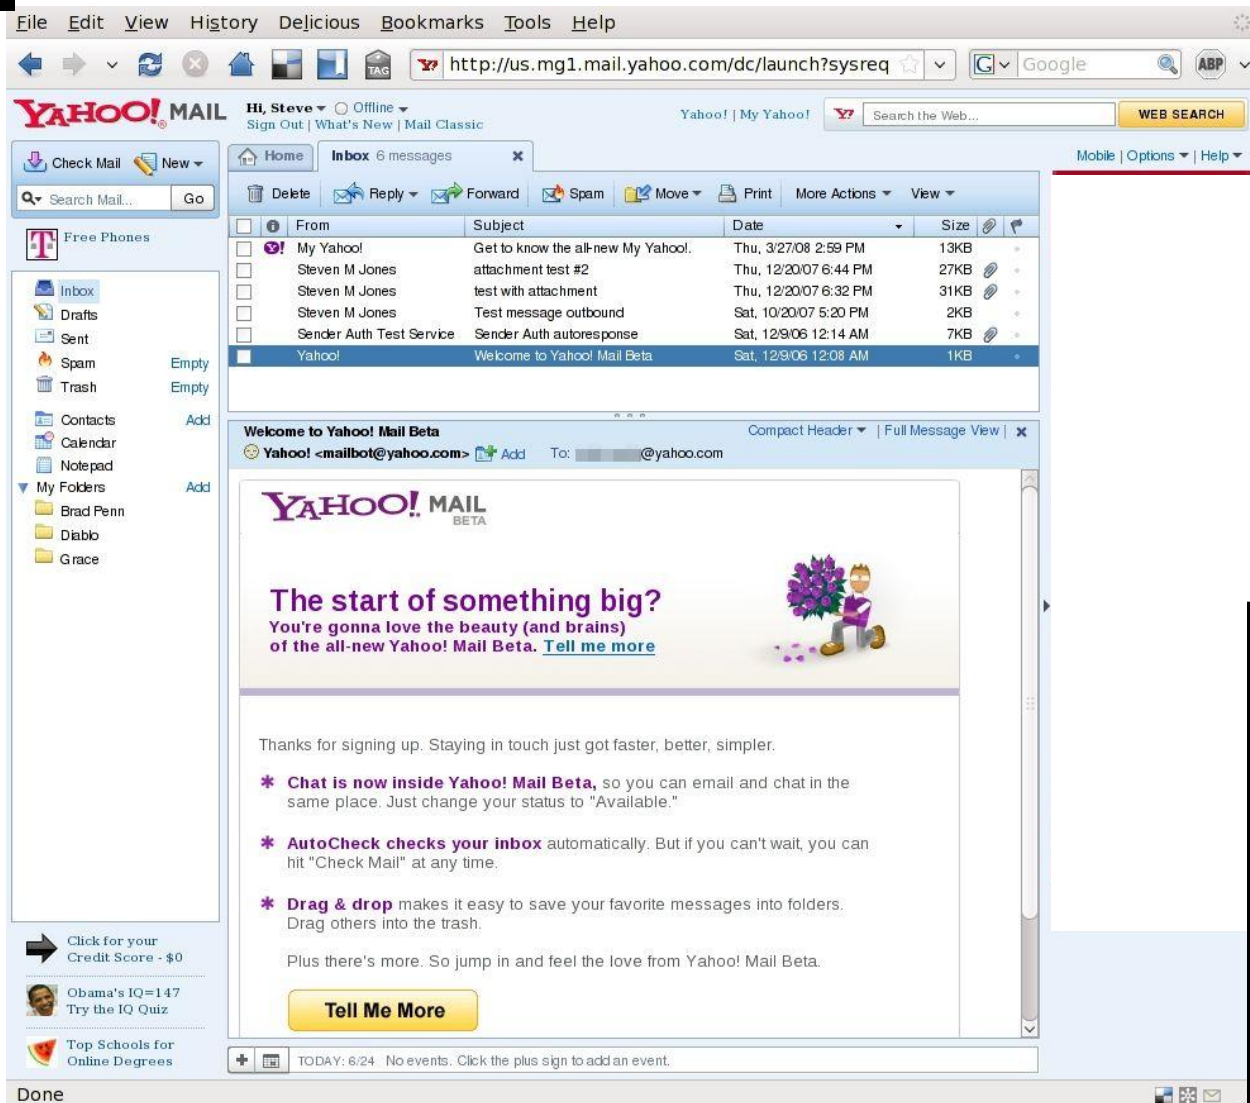 File Edit View History Delicious Bookmarks Tools Help
TAG http://us.mg1.mail.yahoo.com/dc/launch?sysreq G Google ABP
YAHOO!® MAIL
Hi, Steve Offline
Sign Out | What's New | Mail Classic
Yahoo! | My Yahoo! Y! Search the Web... WEB SEARCH
Check Mail New
Home Inbox 6 messages
Mobile | Options | Help
Search Mail... Go
Delete Reply Forward Spam Move Print More Actions View
T Free Phones
From Subject Date Size
Y! My Yahoo! Get to know the all-new My Yahoo!. Thu, 3/27/08 2:59 PM 13KB
Steven M Jones attachment test #2 Thu, 12/20/07 6:44 PM 27KB
Steven M Jones test with attachment Thu, 12/20/07 6:32 PM 31KB
Steven M Jones Test message outbound Sat, 10/20/07 5:20 PM 2KB
Sender Auth Test Service Sender Auth autoresponse Sat, 12/9/06 12:14 AM 7KB
Yahoo! Welcome to Yahoo! Mail Beta Sat, 12/9/06 12:08 AM 1KB
Inbox
Drafts
Sent
Spam Empty
Trash Empty
Contacts Add
Calendar
Notepad
My Folders Add
Brad Penn
Diablo
Grace
Welcome to Yahoo! Mail Beta Compact Header | Full Message View |
Yahoo! <mailbot@yahoo.com> Add To: @yahoo.com
YAHOO! MAIL
BETA
The start of something big?
You're gonna love the beauty (and brains)
of the all-new Yahoo! Mail Beta. Tell me more
Thanks for signing up. Staying in touch just got faster, better, simpler.
* Chat is now inside Yahoo! Mail Beta, so you can email and chat in the
same place. Just change your status to "Available."
* AutoCheck checks your inbox automatically. But if you can't wait, you can
hit "Check Mail" at any time.
* Drag & drop makes it easy to save your favorite messages into folders.
Drag others into the trash.
Plus there's more. So jump in and feel the love from Yahoo! Mail Beta.
Tell Me More
Click for your
Credit Score - $0
Obama's IQ=147
Try the IQ Quiz
Top Schools for
Online Degrees
TODAY: 6/24 No events. Click the plus sign to add an event.
Done